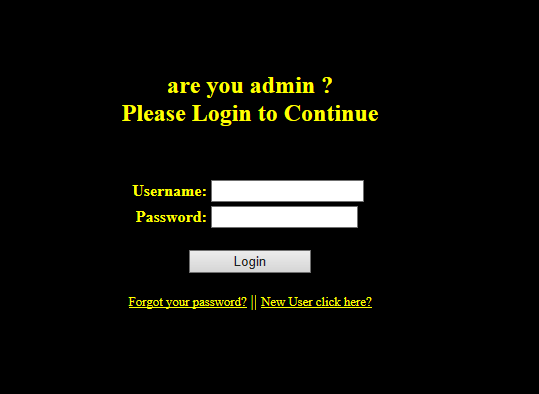 are you admin ?
Please Login to Continue
Username:
Password:
Login
Forgot your password? || New User click here?